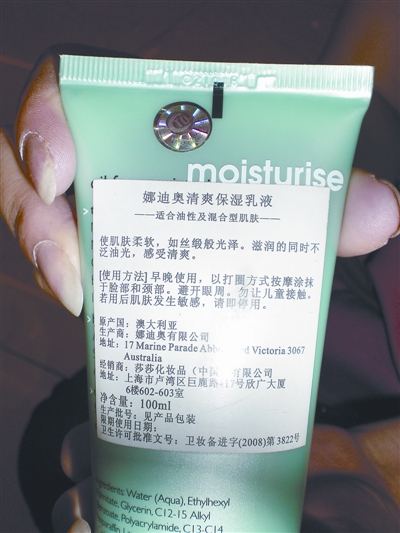 moisturise
娜迪奥清爽保湿乳液
——适合油性及混合型肌肤——
使肌肤柔软，如丝缎般光泽。滋润的同时不
泛油光，感受清爽。
[使用方法] 早晚使用，以打圈方式按摩涂抹
于脸部和颈部。避开眼周。勿让儿童接触。
若用后肌肤发生敏感，请即停用。
原产国：澳大利亚
生产商：娜迪奥有限公司
地址：17 Marine Parade Victoria 3067
Australia
经销商：莎莎化妆品（中国）有限公司
地址：上海市卢湾区巨鹿路 17号欣广大厦
6楼602-603室
净含量：100ml
生产批号：见产品包装
限期使用日期：
卫生许可批准文号：卫妆备进字(2008)第3822号
Ingredients: Water (Aqua), Ethylhexyl
Glycerin, C12-15 Alkyl
Polyacrylamide, C13-C14